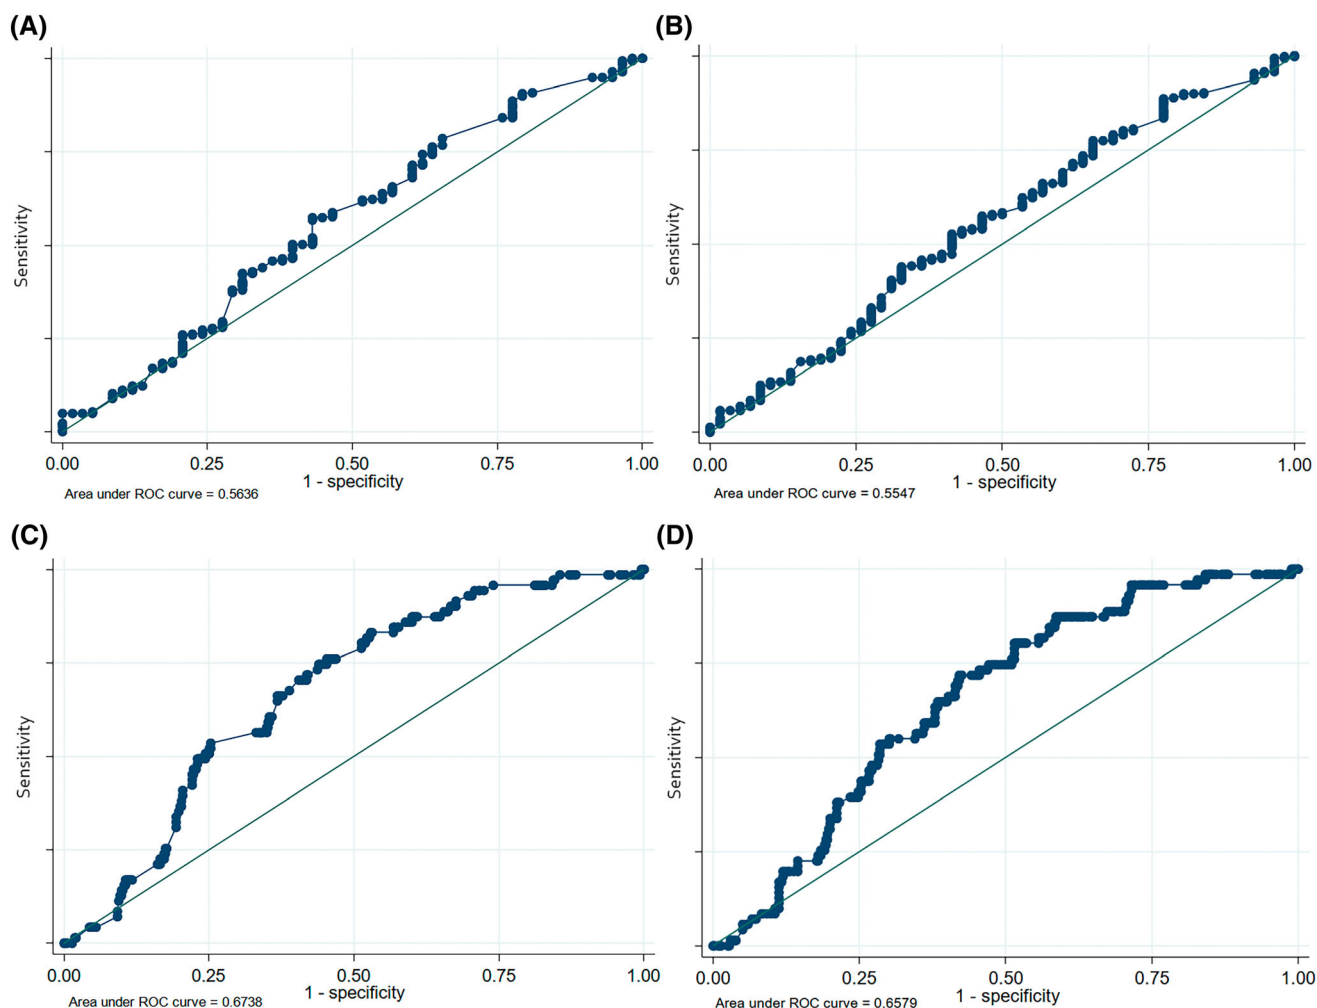 (A)
Sensitivity
0.00 0.25 0.50 0.75 1.00
1 - specificity
Area under ROC curve = 0.5636
(B)
Sensitivity
0.00 0.25 0.50 0.75 1.00
1 - specificity
Area under ROC curve = 0.5547
(C)
Sensitivity
0.00 0.25 0.50 0.75 1.00
1 - specificity
Area under ROC curve = 0.6738
(D)
Sensitivity
0.00 0.25 0.50 0.75 1.00
1 - specificity
Area under ROC curve = 0.6579